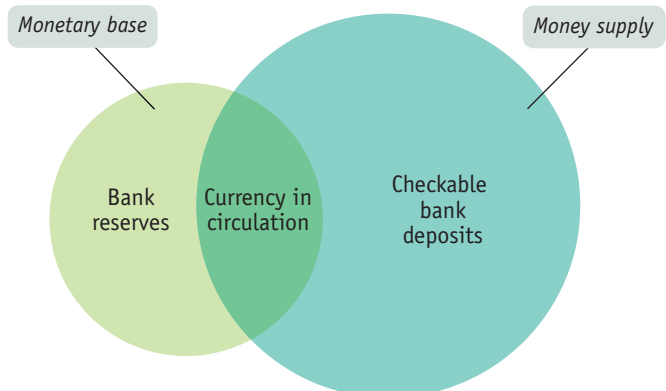 Monetary base
Money supply
Bank
reserves
Currency in
circulation
Checkable
bank
deposits